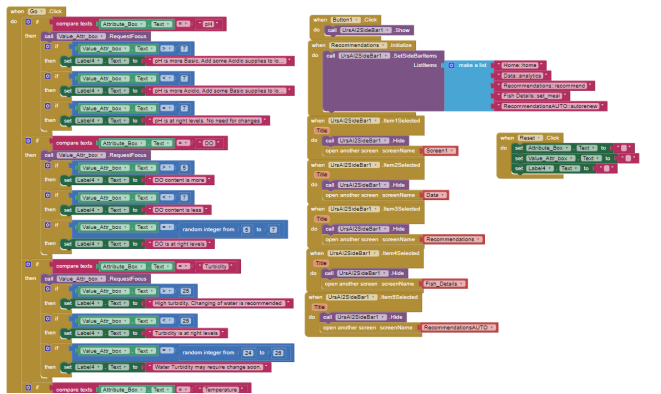 when Go .Click
do if compare texts Attribute_Box . Text = " pH "
then call Value_Attr_box .RequestFocus
if Value_Attr_box . Text > 7
then set Label4 . Text to " pH is more Basic. Add some Acidic supplies to lo... "
if Value_Attr_box . Text < 7
then set Label4 . Text to " pH is more Acidic. Add some Basic supplies to lo... "
if Value_Attr_box . Text = 7
then set Label4 . Text to " pH is at right levels. No need for changes "
if compare texts Attribute_Box . Text = " DO "
then call Value_Attr_box .RequestFocus
if Value_Attr_box . Text > 5
then set Label4 . Text to " DO content is more "
if Value_Attr_box . Text < 7
then set Label4 . Text to " DO content is less "
if Value_Attr_box . Text = random integer from 5 to 7
then set Label4 . Text to " DO is at right levels "
if compare texts Attribute_Box . Text = " Turbidity "
then call Value_Attr_box .RequestFocus
if Value_Attr_box . Text > 25
then set Label4 . Text to " High turbidity, Changing of water is recommended "
if Value_Attr_box . Text < 25
then set Label4 . Text to " Turbidity is at right levels "
if Value_Attr_box . Text = random integer from 24 to
then set Label4 . Text to " Water Turbidity may require change soon. "
if compare texts Attribute_Box . Text = " Temperature "
when Button1 .Click
do call UrsAI2SideBar1 .Show
when Recommendations .Initialize
do call UrsAI2SideBar1 .SetSideBarItems
ListItems make a list " Home:;home "
" Data:;analytics "
" Recommendations:;recommend "
" Fish Details:;set_meal "
" RecommendationsAUTO:;autorenew "
when UrsAI2SideBar1 .Item1Selected
Title
do call UrsAI2SideBar1 .Hide
open another screen screenName Screen1
when UrsAI2SideBar1 .Item2Selected
Title
do call UrsAI2SideBar1 .Hide
open another screen screenName Data
when UrsAI2SideBar1 .Item3Selected
Title
do call UrsAI2SideBar1 .Hide
open another screen screenName Recommendations
when UrsAI2SideBar1 .Item4Selected
Title
do call UrsAI2SideBar1 .Hide
open another screen screenName Fish_Details
when UrsAI2SideBar1 .Item5Selected
Title
do call UrsAI2SideBar1 .Hide
open another screen screenName RecommendationsAUTO
when Reset .Click
do set Attribute_Box . Text to " "
set Value_Attr_box . Text to " "
set Label4 . Text to " "